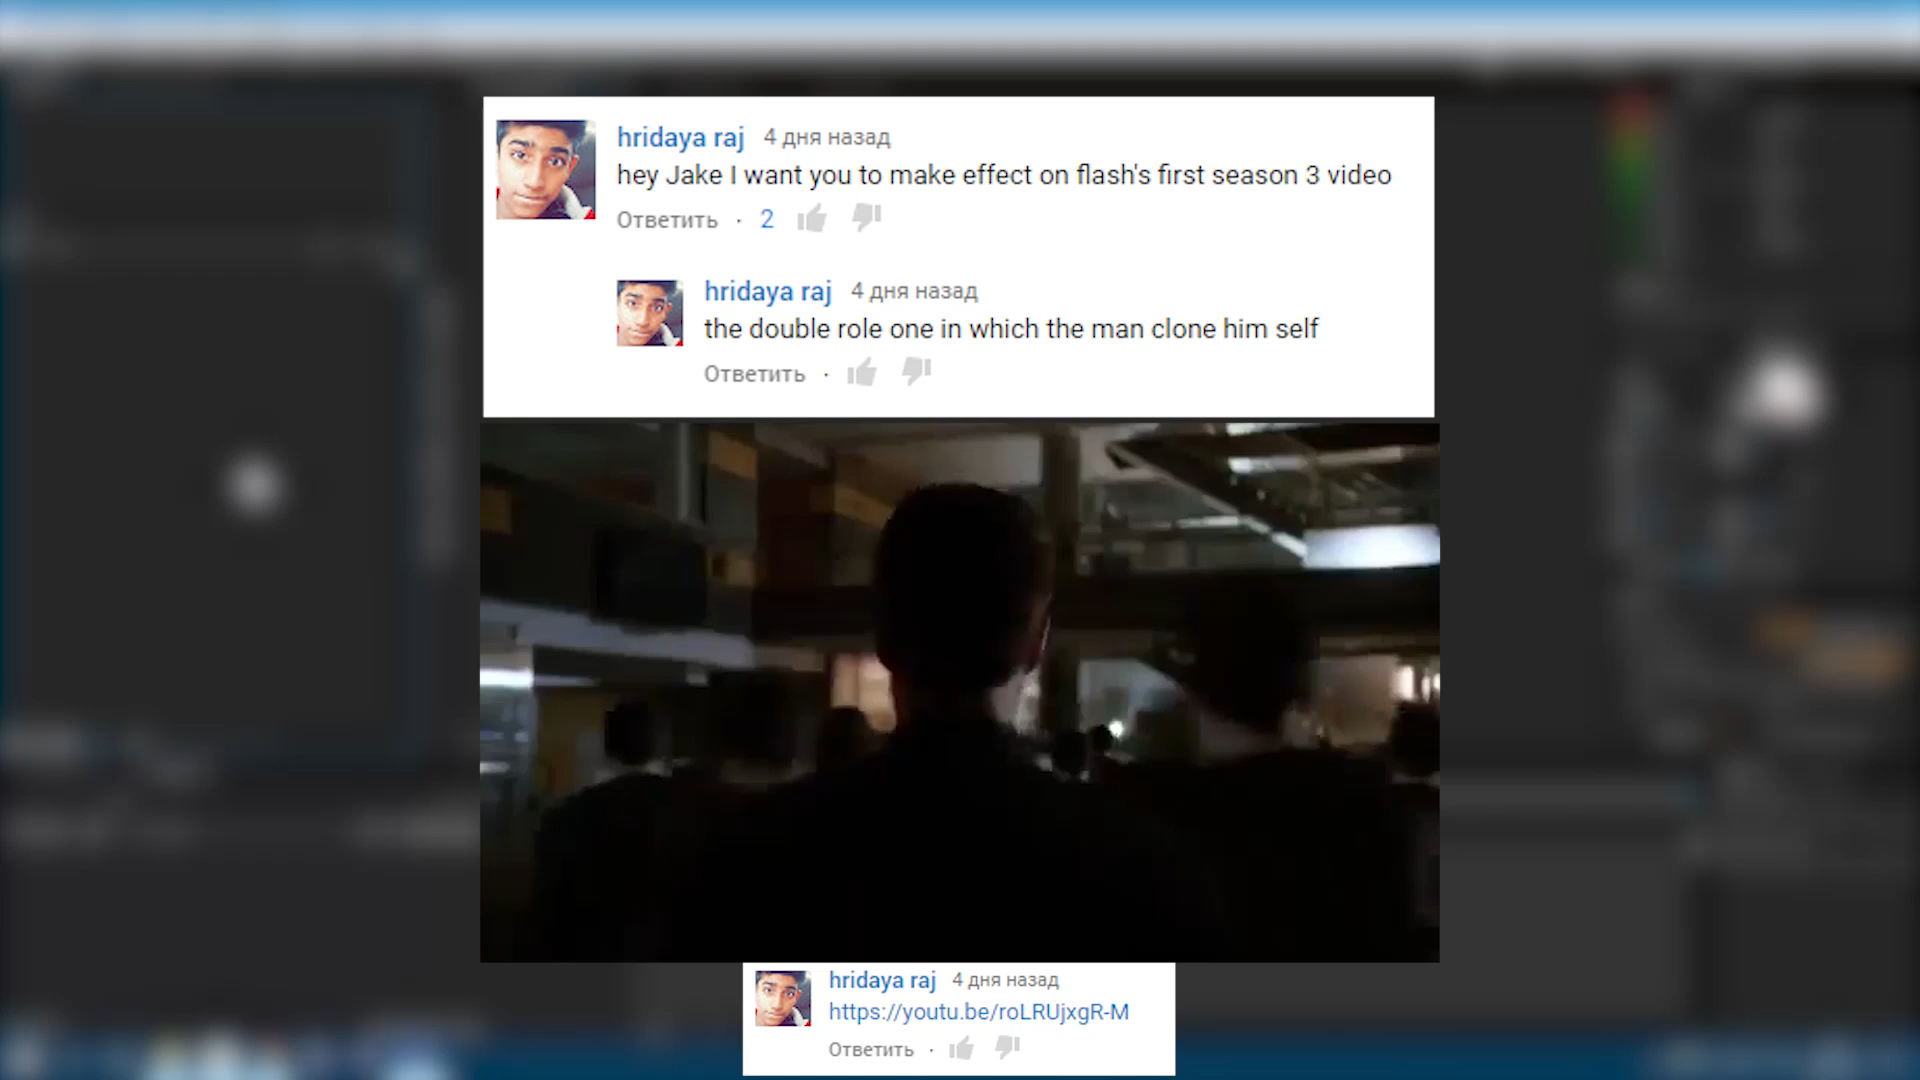 hridaya raj 4 дня назад
hey Jake I want you to make effect on flash's first season 3 video
Ответить · 2
hridaya raj 4 дня назад
the double role one in which the man clone him self
Ответить ·
hridaya raj 4 дня назад
https://youtu.be/roLRUjxgR-M
Ответить ·